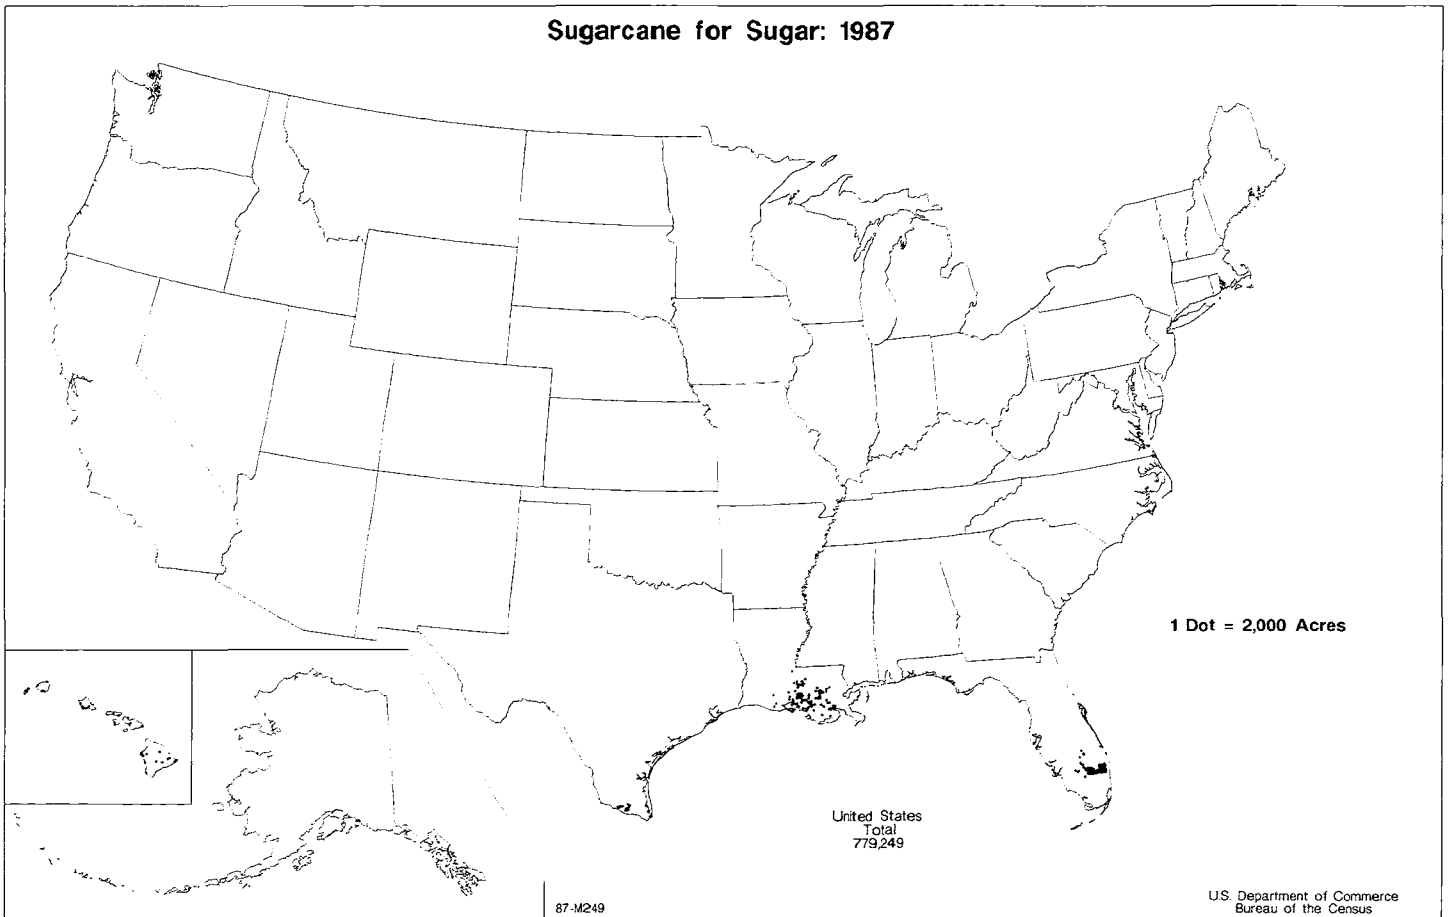 Sugarcane for Sugar: 1987
1 Dot = 2,000 Acres
United States
Total
779,249
87-M249
U.S. Department of Commerce
Bureau of the Census